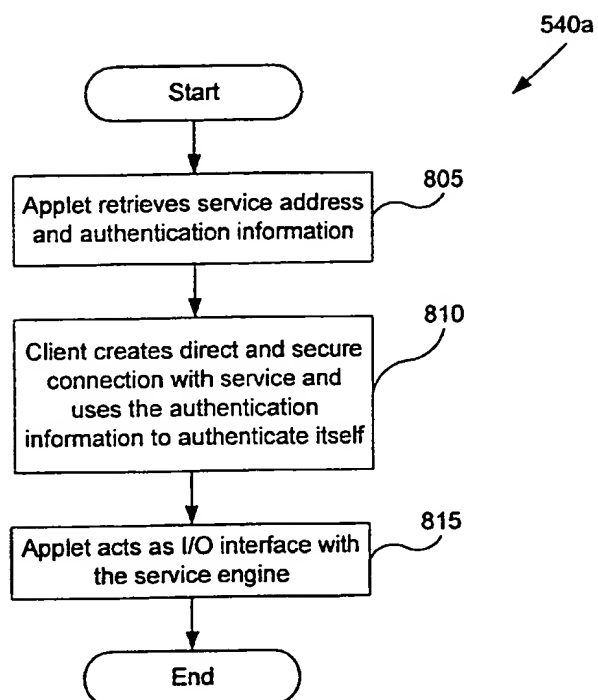 540a
Start
805
Applet retrieves service address
and authentication information
810
Client creates direct and secure
connection with service and
uses the authentication
information to authenticate itself
815
Applet acts as I/O interface with
the service engine
End